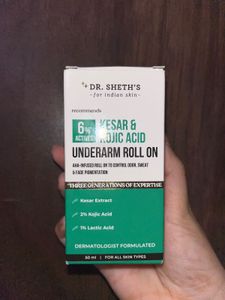 DR. SHETH'S
-for indian skin-
recommends
6% ACTIVES
KESAR &
KOJIC ACID
UNDERARM ROLL ON
AHA-INFUSED ROLL ON TO CONTROL ODOR, SWEAT
& FADE PIGMENTATION
THREE GENERATIONS OF EXPERTISE
Kesar Extract
2% Kojic Acid
1% Lactic Acid
DERMATOLOGIST FORMULATED
50 ml | FOR ALL SKIN TYPES